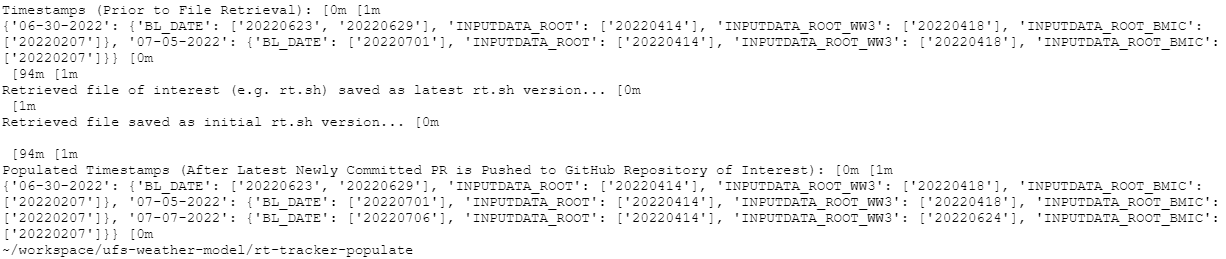 Timestamps (Prior to File Retrieval): [0m [1m
{'06-30-2022': {'BL_DATE': ['20220623', '20220629'], 'INPUTDATA_ROOT': ['20220414'], 'INPUTDATA_ROOT_WW3': ['20220418'], 'INPUTDATA_ROOT_BMIC':
['20220207']}, '07-05-2022': {'BL_DATE': ['20220701'], 'INPUTDATA_ROOT': ['20220414'], 'INPUTDATA_ROOT_WW3': ['20220418'], 'INPUTDATA_ROOT_BMIC':
['20220207']}} [0m
[94m [1m
Retrieved file of interest (e.g. rt.sh) saved as latest rt.sh version... [0m
[1m
Retrieved file saved as initial rt.sh version... [0m
[94m [1m
Populated Timestamps (After Latest Newly Committed PR is Pushed to GitHub Repository of Interest): [0m [1m
{'06-30-2022': {'BL_DATE': ['20220623', '20220629'], 'INPUTDATA_ROOT': ['20220414'], 'INPUTDATA_ROOT_WW3': ['20220418'], 'INPUTDATA_ROOT_BMIC':
['20220207']}, '07-05-2022': {'BL_DATE': ['20220701'], 'INPUTDATA_ROOT': ['20220414'], 'INPUTDATA_ROOT_WW3': ['20220418'], 'INPUTDATA_ROOT_BMIC':
['20220207']}, '07-07-2022': {'BL_DATE': ['20220706'], 'INPUTDATA_ROOT': ['20220414'], 'INPUTDATA_ROOT_WW3': ['20220624'], 'INPUTDATA_ROOT_BMIC':
['20220207']}} [0m
~/workspace/ufs-weather-model/rt-tracker-populate